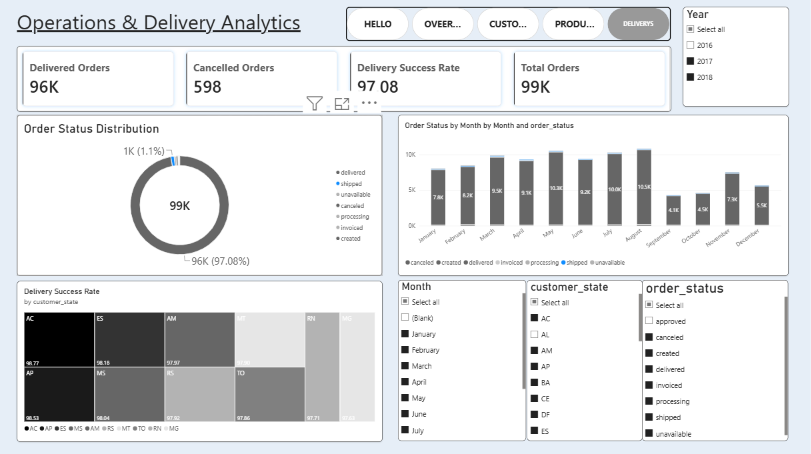 Operations & Delivery Analytics
HELLO
OVEER...
CUSTO...
PRODU...
DELIVERYS
Year
Select all
2016
2017
2018
Delivered Orders
96K
Cancelled Orders
598
Delivery Success Rate
97.08
Total Orders
99K
Order Status Distribution
1K (1.1%)
99K
96K (97.08%)
delivered
shipped
unavailable
canceled
processing
invoiced
created
Order Status by Month by Month and order_status
10K
5K
0K
7.8K
8.2K
9.5K
9.1K
10.3K
9.2K
10.0K
10.5K
4.1K
4.5K
7.3K
5.5K
January
February
March
April
May
June
July
August
September
October
November
December
canceled created delivered invoiced processing shipped unavailable
Delivery Success Rate
by customer_state
AC
98.77
ES
98.16
AM
97.97
MT
RN
97.71
MG
AP
98.53
MS
98.04
RS
TO
97.86
AC AP ES MS AM RS MT TO RN MG
Month
Select all
(Blank)
January
February
March
April
May
June
July
customer_state
Select all
AC
AL
AM
AP
BA
CE
DF
ES
order_status
Select all
approved
canceled
created
delivered
invoiced
processing
shipped
unavailable